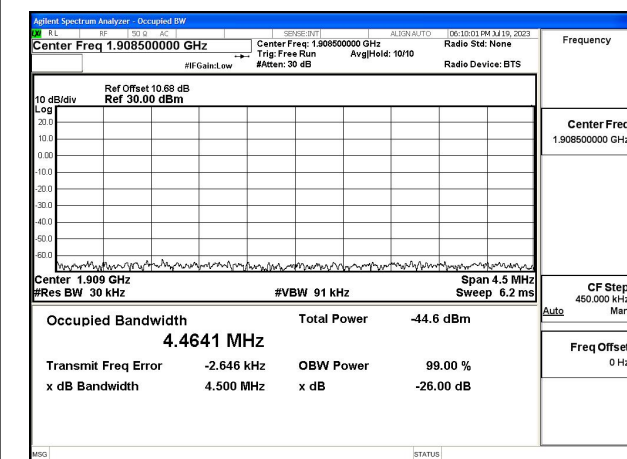 Agilent Spectrum Analyzer - Occupied BW
RL RF 50 Ω AC SENSE:INT ALIGN AUTO 06:10:01 PM Jul 19, 2023
Center Freq 1.908500000 GHz Center Freq: 1.908500000 GHz Radio Std: None Frequency
Trig: Free Run Avg|Hold: 10/10
#IFGain:Low #Atten: 30 dB Radio Device: BTS
Ref Offset 10.68 dB
10 dB/div Ref 30.00 dBm
Log
20.0
10.0
0.00
-10.0
-20.0
-30.0
-40.0
-50.0
-60.0
Center Freq
1.908500000 GHz
Center 1.909 GHz Span 4.5 MHz
#Res BW 30 kHz #VBW 91 kHz Sweep 6.2 ms
CF Step
450.000 kHz
Auto Man
Occupied Bandwidth Total Power -44.6 dBm
4.4641 MHz
Freq Offset
0 Hz
Transmit Freq Error -2.646 kHz OBW Power 99.00 %
x dB Bandwidth 4.500 MHz x dB -26.00 dB
MSG STATUS